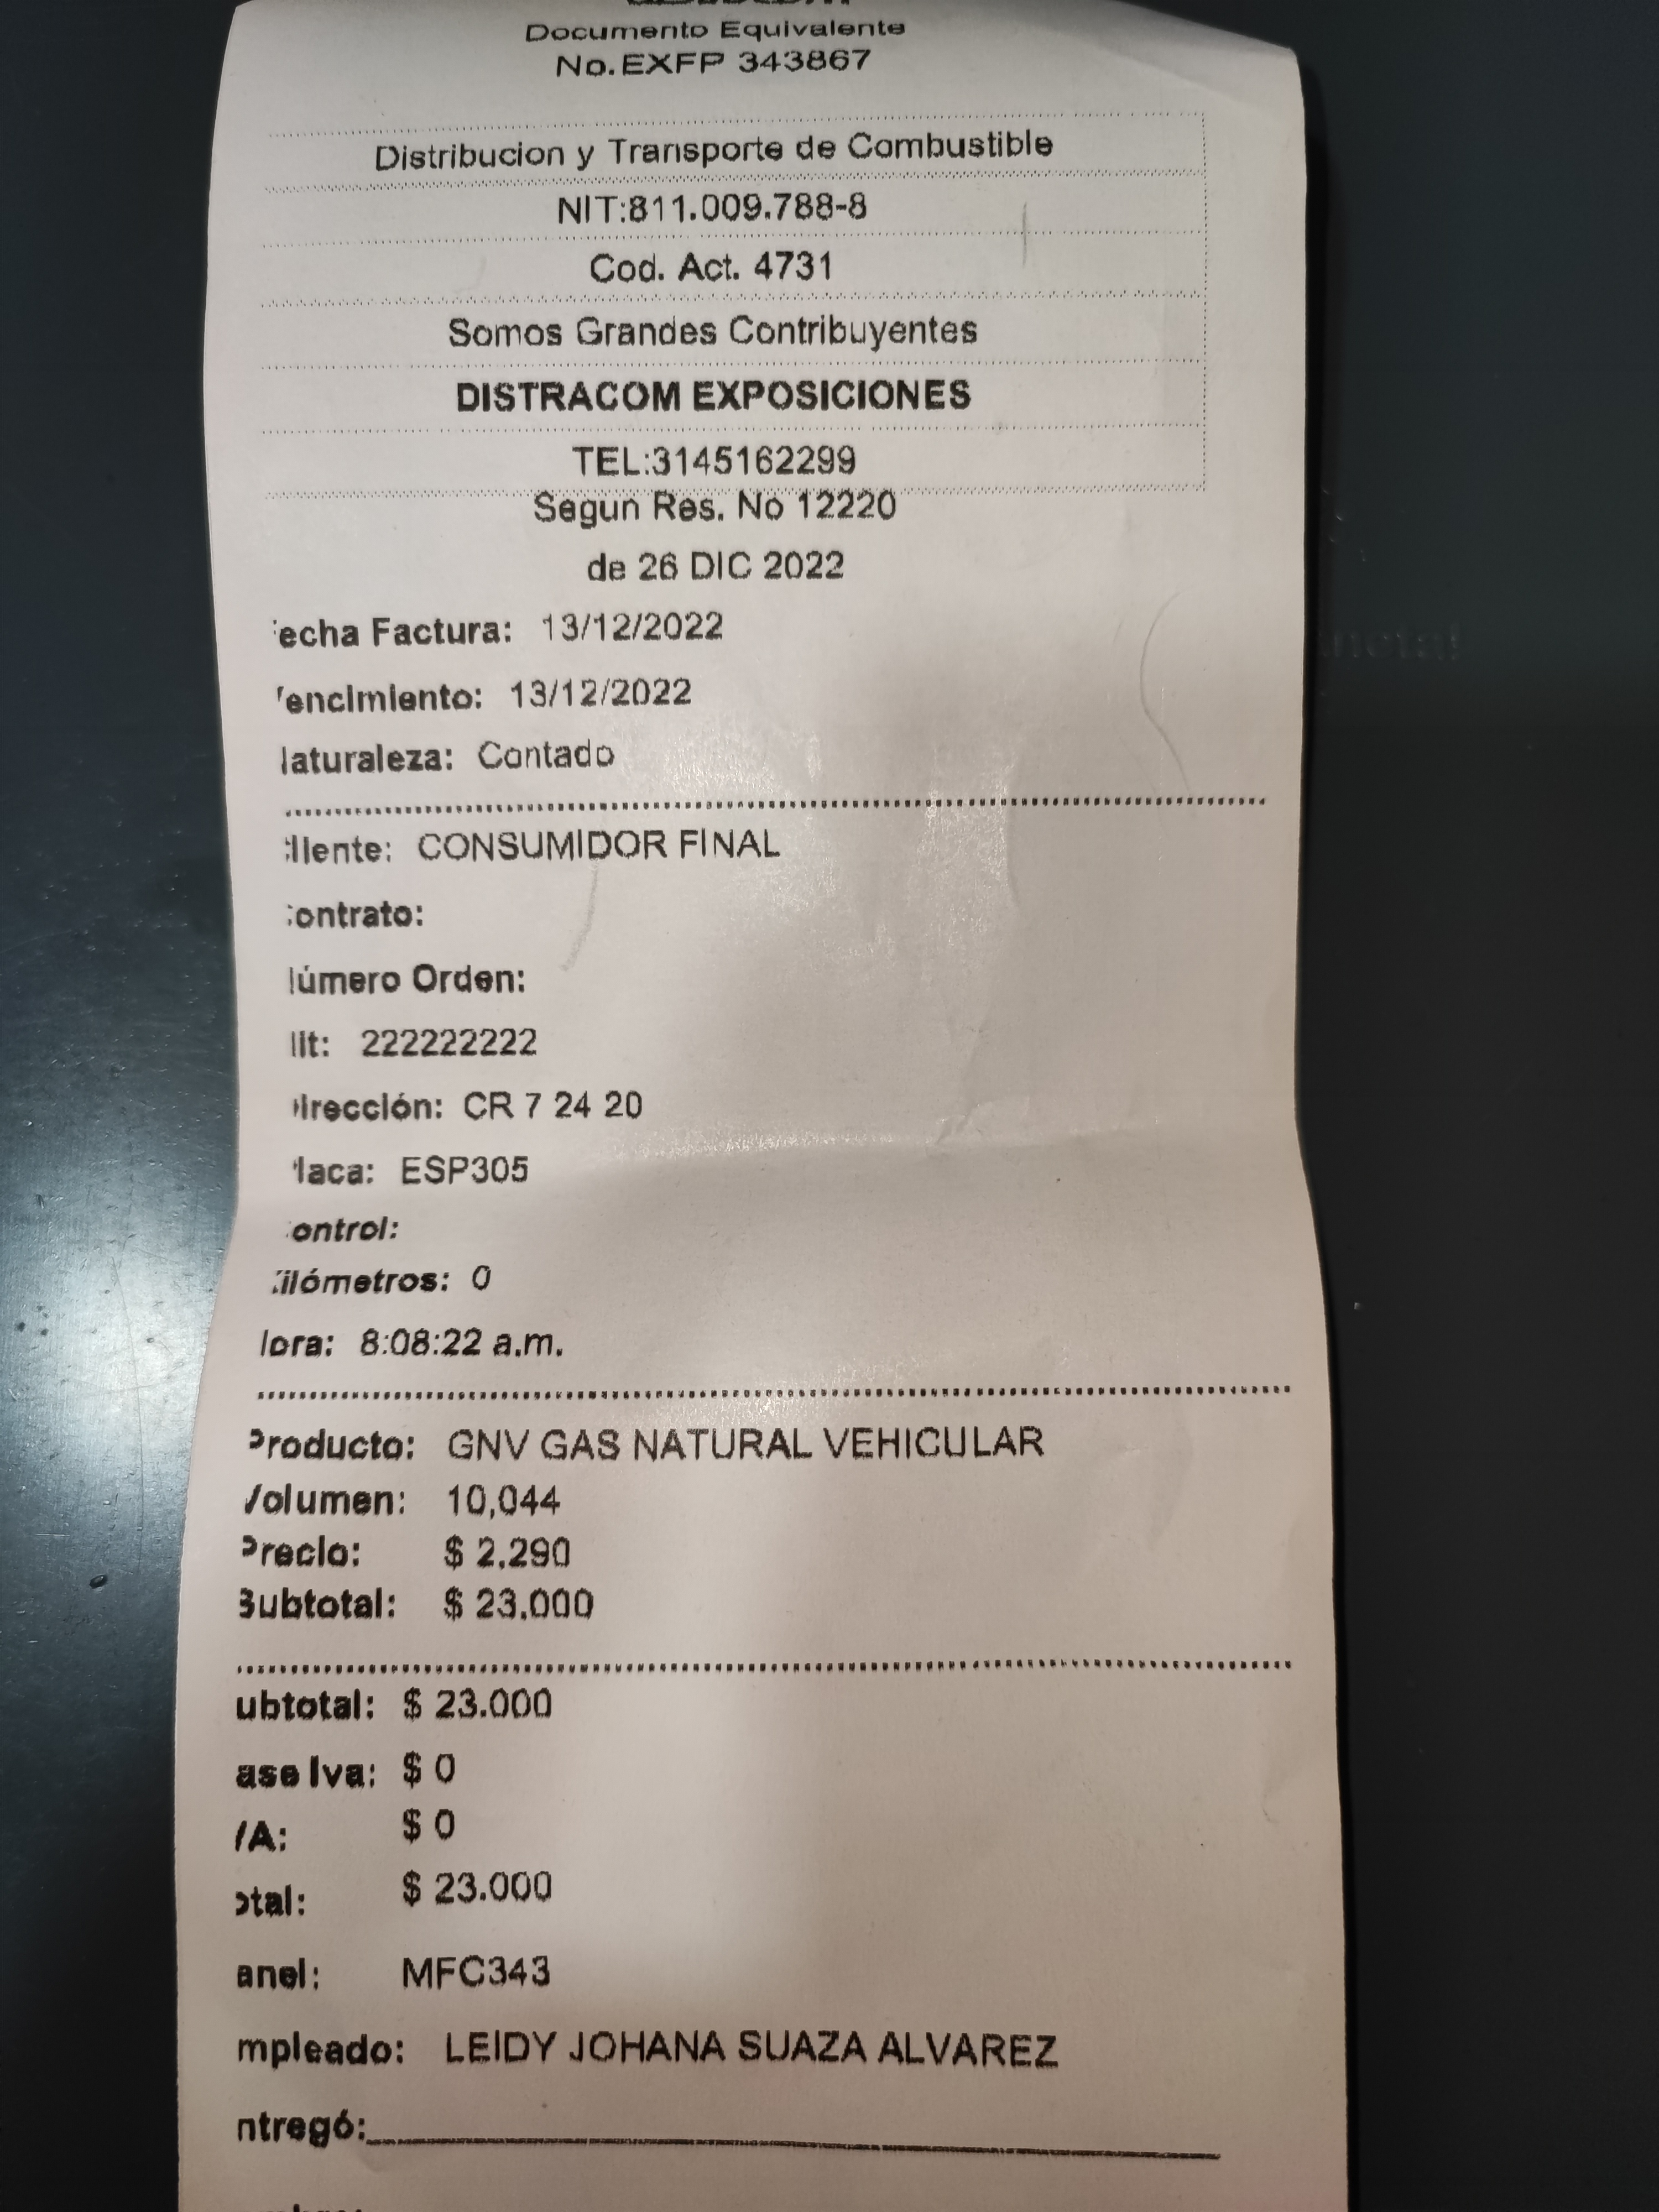 Documento Equivalente
No.EXFP 343867
Distribucion y Transporte de Combustible
NIT:811.009.788-8
Cod. Act. 4731
Somos Grandes Contribuyentes
DISTRACOM EXPOSICIONES
TEL:3145162299
Segun Res. No 12220
de 26 DIC 2022
echa Factura: 13/12/2022
encimiento: 13/12/2022
aturaleza: Contado
liente: CONSUMIDOR FINAL
ontrato:
úmero Orden:
it: 222222222
irección: CR 7 24 20
laca: ESP305
ontrol:
ilómetros: 0
ora: 8:08:22 a.m.
Producto: GNV GAS NATURAL VEHICULAR
Volumen: 10,044
Precio: $ 2.290
Subtotal: $ 23.000
ubtotal: $ 23.000
ase Iva: $ 0
VA: $ 0
otal: $ 23.000
anel: MFC343
mpleado: LEIDY JOHANA SUAZA ALVAREZ
ntregó: